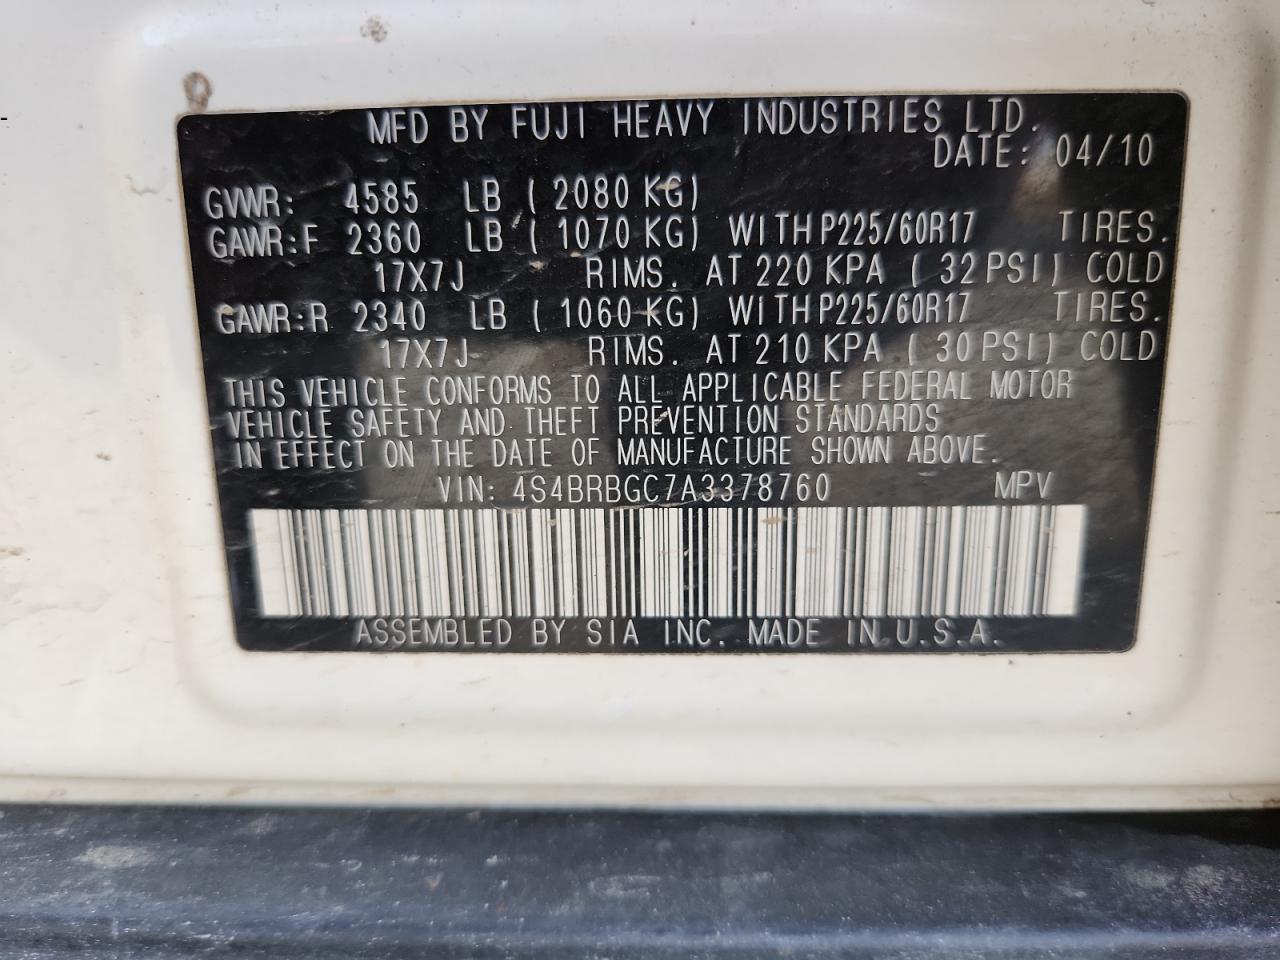 MFD BY FUJI HEAVY INDUSTRIES LTD.
DATE: 04/10
GVWR: 4585 LB ( 2080 KG)
GAWR:F 2360 LB ( 1070 KG) WITH P225/60R17 TIRES.
17X7J RIMS. AT 220 KPA ( 32 PSI) COLD
GAWR:R 2340 LB ( 1060 KG) WITH P225/60R17 TIRES.
17X7J RIMS. AT 210 KPA ( 30 PSI) COLD
THIS VEHICLE CONFORMS TO ALL APPLICABLE FEDERAL MOTOR
VEHICLE SAFETY AND THEFT PREVENTION STANDARDS
IN EFFECT ON THE DATE OF MANUFACTURE SHOWN ABOVE.
VIN: 4S4BRBGC7A3378760 MPV
ASSEMBLED BY SIA INC. MADE IN U.S.A.